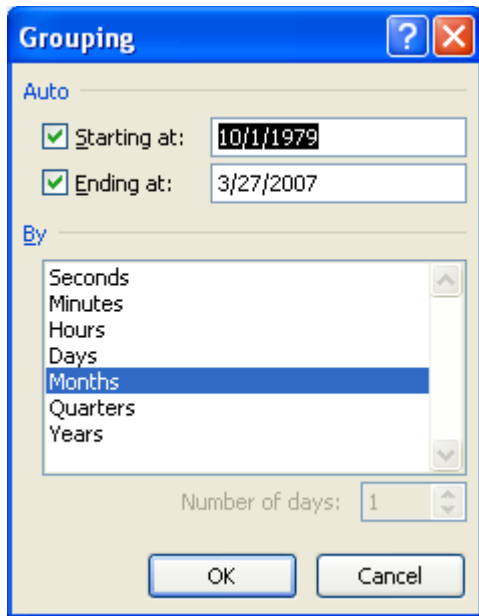 Grouping
Auto
Starting at: 10/1/1979
Ending at: 3/27/2007
By
Seconds
Minutes
Hours
Days
Months
Quarters
Years
Number of days: 1
OK Cancel